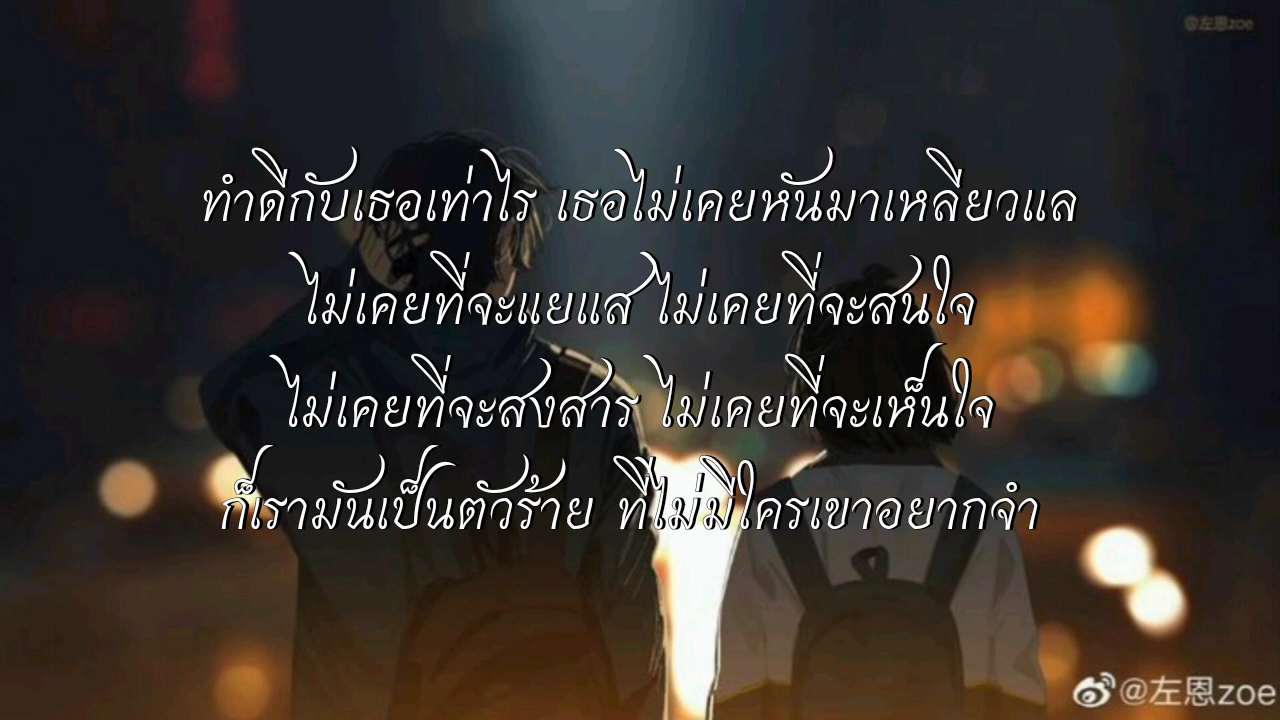 @左恩zoe
ทำดีกับเธอเท่าไร เธอไม่เคยหันมาเหลียวแล
ไม่เคยที่จะแยแส ไม่เคยที่จะสนใจ
ไม่เคยที่จะสงสาร ไม่เคยที่จะเห็นใจ
ก็เรามันเป็นตัวร้าย ที่ไม่มีใครเขาอยากจำ
@左恩zoe